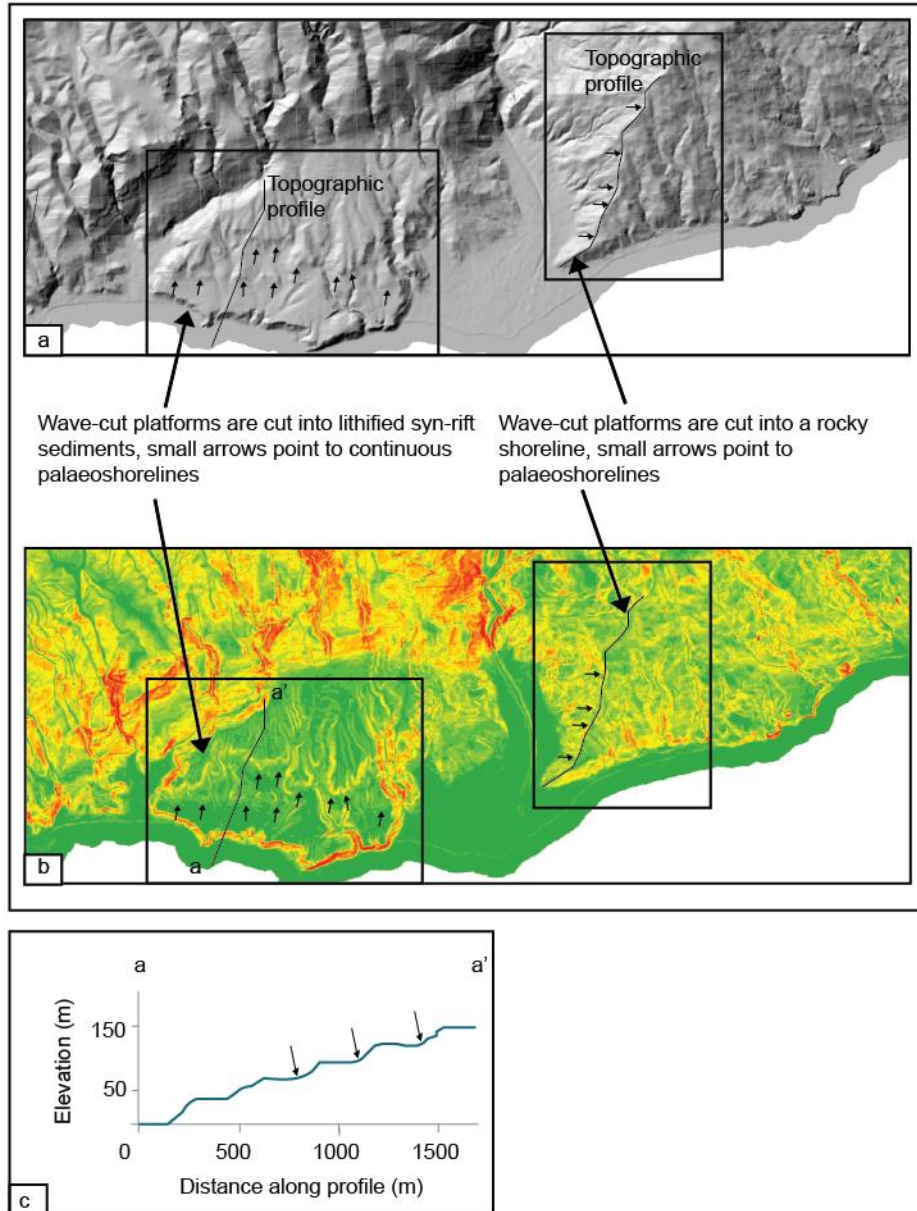 Topographic
profile
Topographic
profile
a
Wave-cut platforms are cut into lithified syn-rift
sediments, small arrows point to continuous
palaeoshorelines
Wave-cut platforms are cut into a rocky
shoreline, small arrows point to
palaeoshorelines
a'
a
b
a
a'
Elevation (m)
150
50
0
500
1000
1500
Distance along profile (m)
c